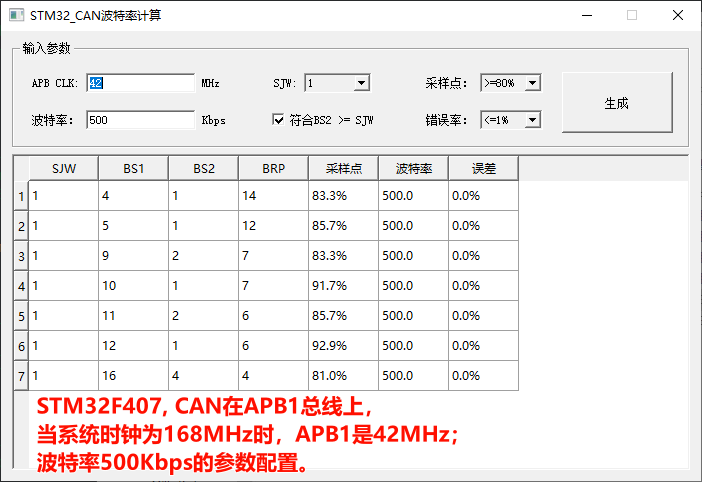 STM32_CAN波特率计算
输入参数
APB CLK: 42 MHz SJW: 1 采样点: >=80% 生成
波特率: 500 Kbps 符合BS2 >= SJW 错误率: <=1%
SJW BS1 BS2 BRP 采样点 波特率 误差
1 1 4 1 14 83.3% 500.0 0.0%
2 1 5 1 12 85.7% 500.0 0.0%
3 1 9 2 7 83.3% 500.0 0.0%
4 1 10 1 7 91.7% 500.0 0.0%
5 1 11 2 6 85.7% 500.0 0.0%
6 1 12 1 6 92.9% 500.0 0.0%
7 1 16 4 4 81.0% 500.0 0.0%
STM32F407, CAN在APB1总线上，
当系统时钟为168MHz时，APB1是42MHz；
波特率500Kbps的参数配置。